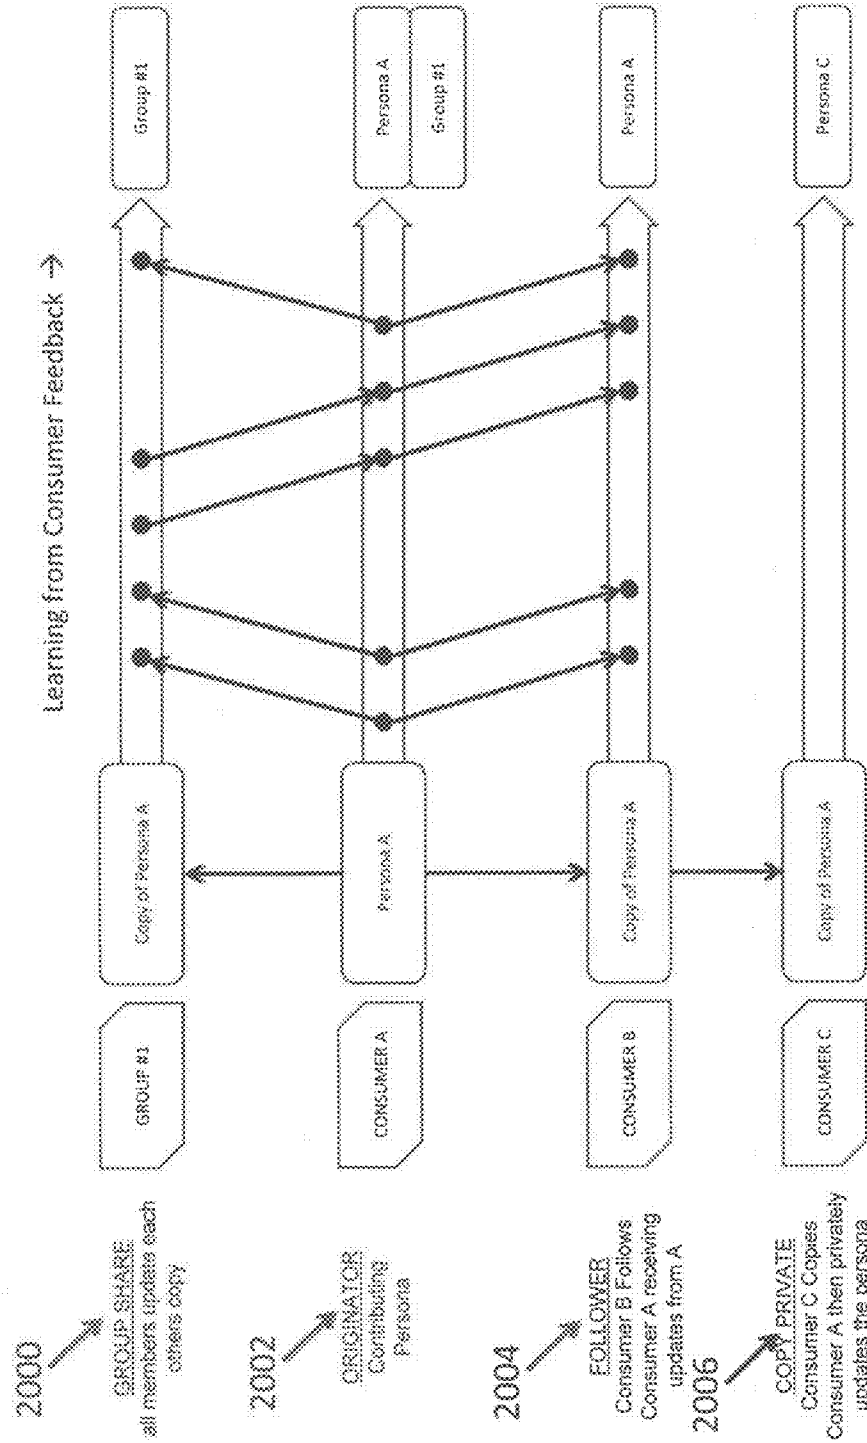 Learning from Consumer Feedback →
2000
GROUP SHARE
all members update each
others copy
GROUP #1
Copy of Persona A
Group #1
2002
ORIGINATOR
Contributing
Persona
CONSUMER A
Persona A
Persona A
Group #1
2004
FOLLOWER
Consumer B Follows
Consumer A receiving
updates from A
CONSUMER B
Copy of Persona A
Persona A
2006
COPY PRIVATE
Consumer C Copies
Consumer A then privately
updates the persona
CONSUMER C
Copy of Persona A
Persona C